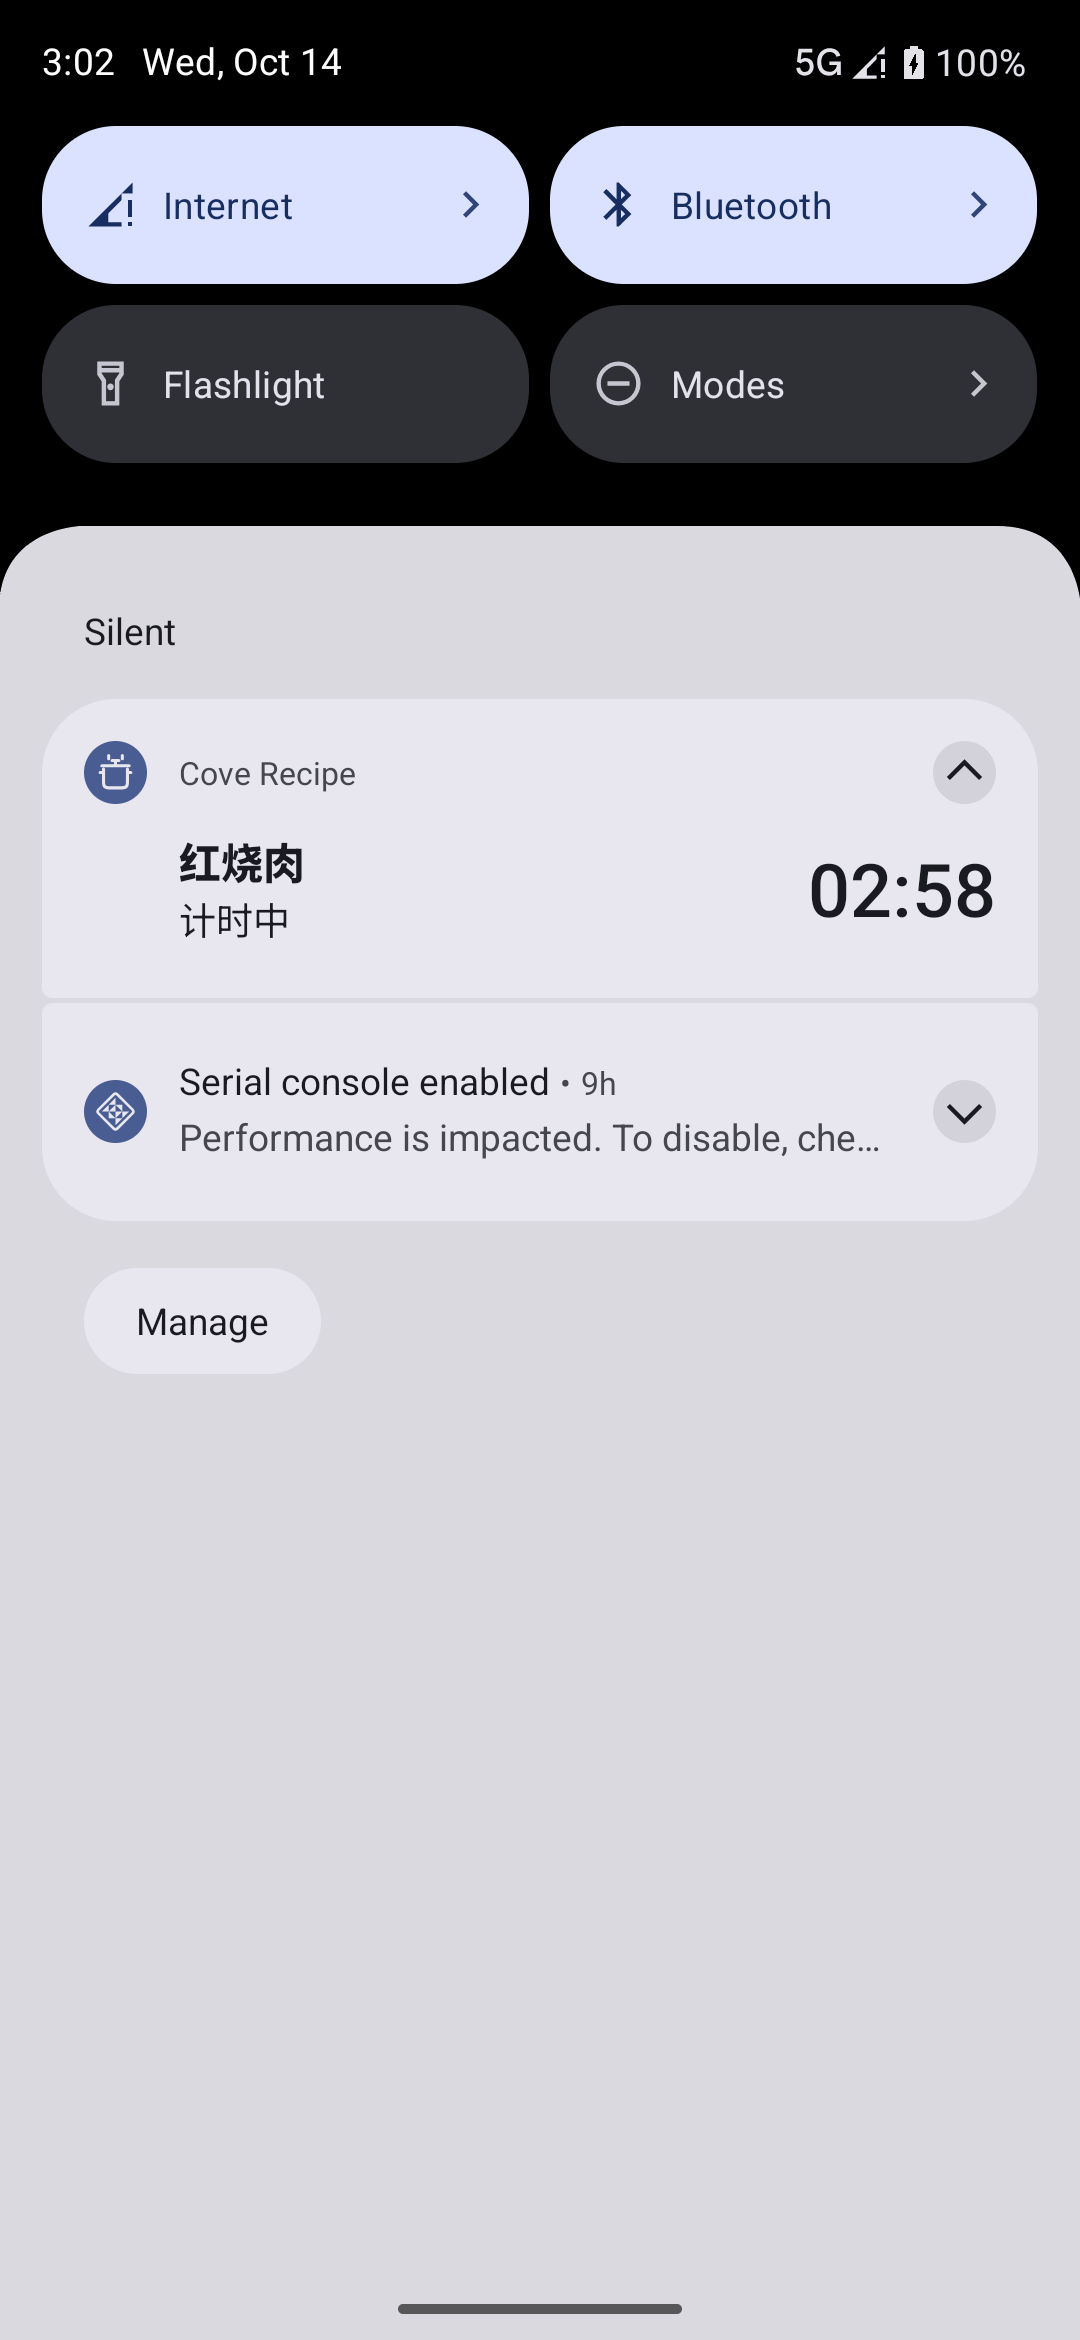 3:02 Wed, Oct 14 5G 100%
Internet
Bluetooth
Flashlight
Modes
Silent
Cove Recipe
红烧肉
计时中
02:58
Serial console enabled • 9h
Performance is impacted. To disable, che...
Manage